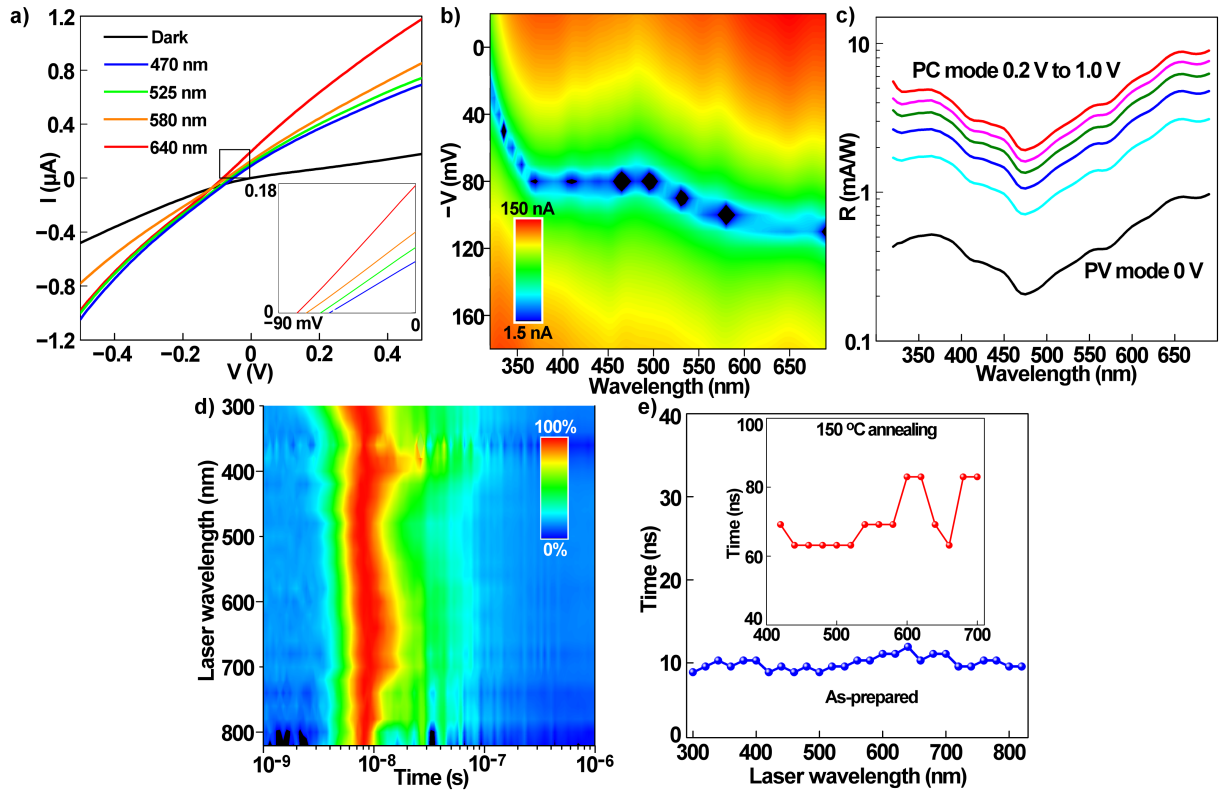 a)
1.2
0.8
0.4
0
−0.4
−0.8
−1.2
I (µA)
Dark
470 nm
525 nm
580 nm
640 nm
0.18
0
−90 mV
0
−0.4
−0.2
0
0.2
0.4
V (V)
b)
0
40
80
120
160
−V (mV)
150 nA
1.5 nA
350
400
450
500
550
600
650
Wavelength (nm)
c)
10
1
0.1
R (mA/W)
PC mode 0.2 V to 1.0 V
PV mode 0 V
350
400
450
500
550
600
650
Wavelength (nm)
d)
300
400
500
600
700
800
Laser wavelength (nm)
100%
0%
10⁻⁹
10⁻⁸
10⁻⁷
10⁻⁶
Time (s)
e)
40
30
20
10
0
Time (ns)
150 ⁰C annealing
100
80
60
40
Time (ns)
400
500
600
700
As-prepared
300
400
500
600
700
800
Laser wavelength (nm)